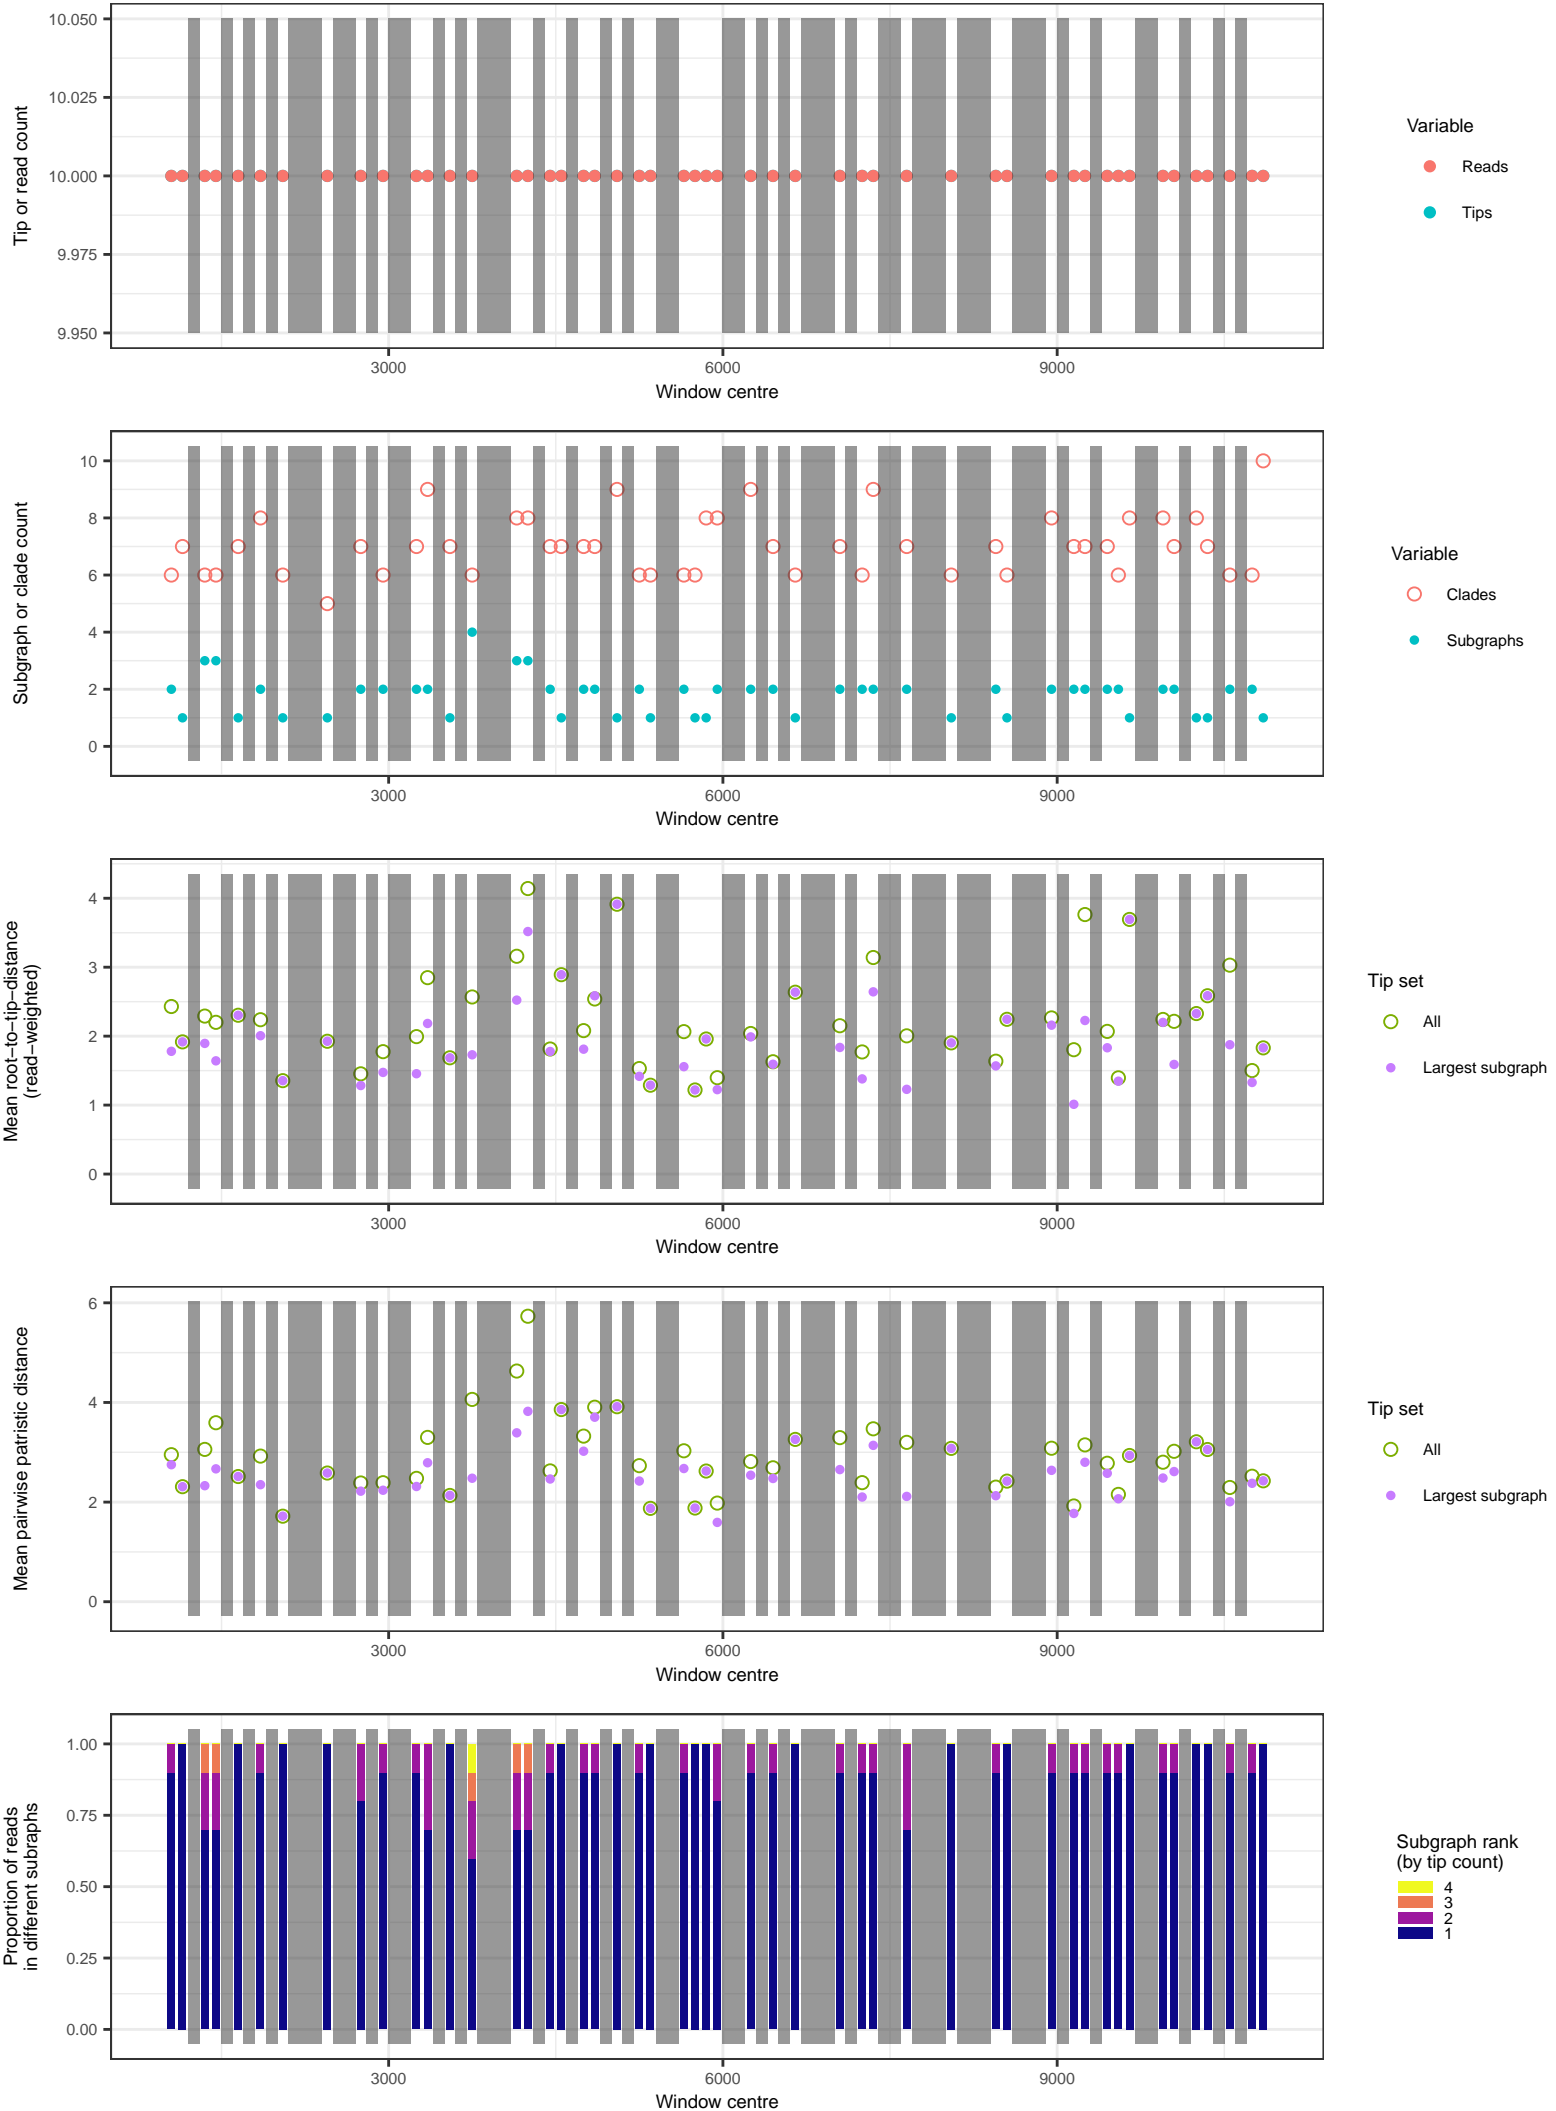 10.050
10.025
10.000
9.975
9.950
Tip or read count
3000
6000
9000
Window centre
Variable
Reads
Tips
10
8
6
4
2
0
Subgraph or clade count
3000
6000
9000
Window centre
Variable
Clades
Subgraphs
4
3
2
1
0
Mean root−to−tip−distance
(read−weighted)
3000
6000
9000
Window centre
Tip set
All
Largest subgraph
6
4
2
0
Mean pairwise patristic distance
3000
6000
9000
Window centre
Tip set
All
Largest subgraph
1.00
0.75
0.50
0.25
0.00
Proportion of reads
in different subraphs
3000
6000
9000
Window centre
Subgraph rank
(by tip count)
4
3
2
1